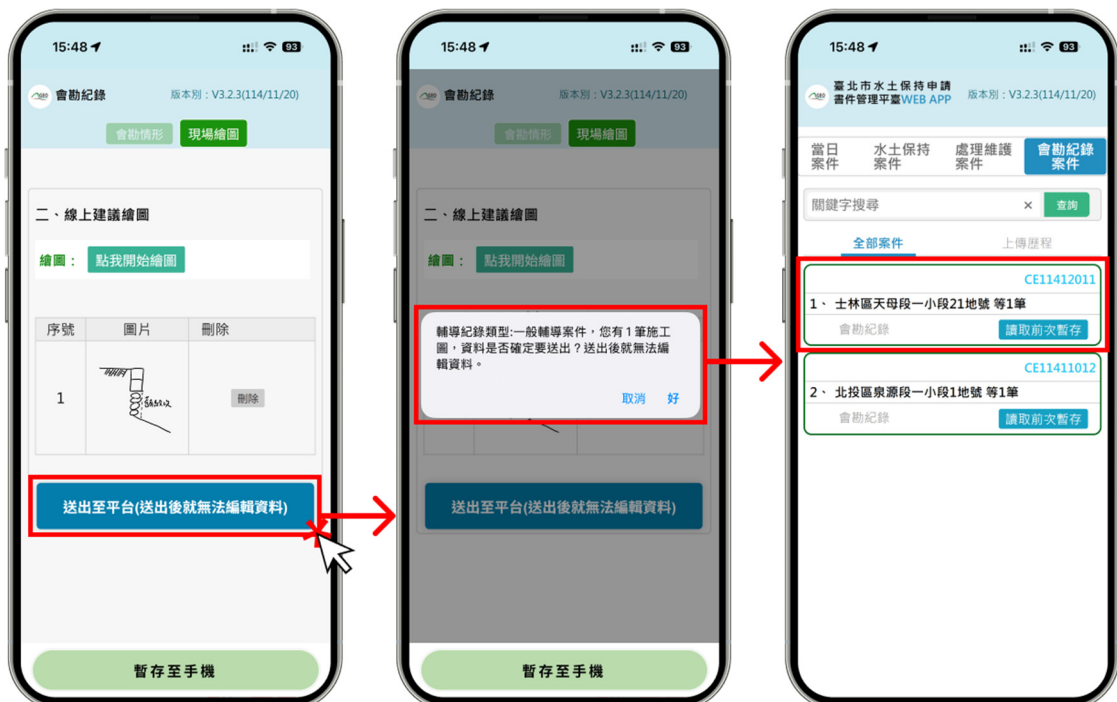 15:48
93
會勘紀錄
版本別：V3.2.3(114/11/20)
會勘情形
現場繪圖
二、線上建議繪圖
繪圖：
點我開始繪圖
序號 圖片 刪除
1
刪除
送出至平台(送出後就無法編輯資料)
暫存至手機
15:48
93
會勘紀錄
版本別：V3.2.3(114/11/20)
會勘情形
現場繪圖
二、線上建議繪圖
繪圖：
點我開始繪圖
輔導紀錄類型:一般輔導案件，您有1筆施工
圖，資料是否確定要送出？送出後就無法編
輯資料。
取消 好
送出至平台(送出後就無法編輯資料)
暫存至手機
15:48
93
臺北市水土保持申請
書件管理平臺WEB APP
版本別：V3.2.3(114/11/20)
當日
案件
水土保持
案件
處理維護
案件
會勘紀錄
案件
關鍵字搜尋
×
查詢
全部案件
上傳歷程
CE11412011
1、 士林區天母段一小段21地號 等1筆
會勘紀錄
讀取前次暫存
CE11411012
2、 北投區泉源段一小段1地號 等1筆
會勘紀錄
讀取前次暫存